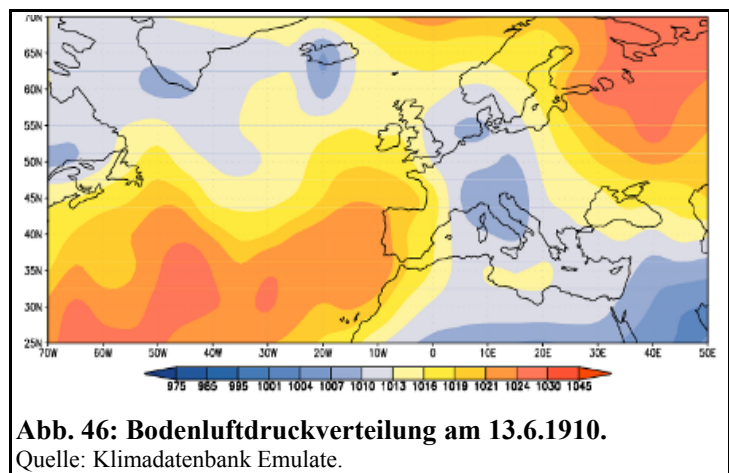 70N
65N
60N
55N
50N
45N
40N
35N
30N
25N
70W 60W 50W 40W 30W 20W 10W 0 10E 20E 30E 40E 50E
975 985 995 1001 1004 1007 1010 1013 1016 1019 1021 1024 1030 1045
Abb. 46: Bodenluftdruckverteilung am 13.6.1910.
Quelle: Klimadatenbank Emulate.